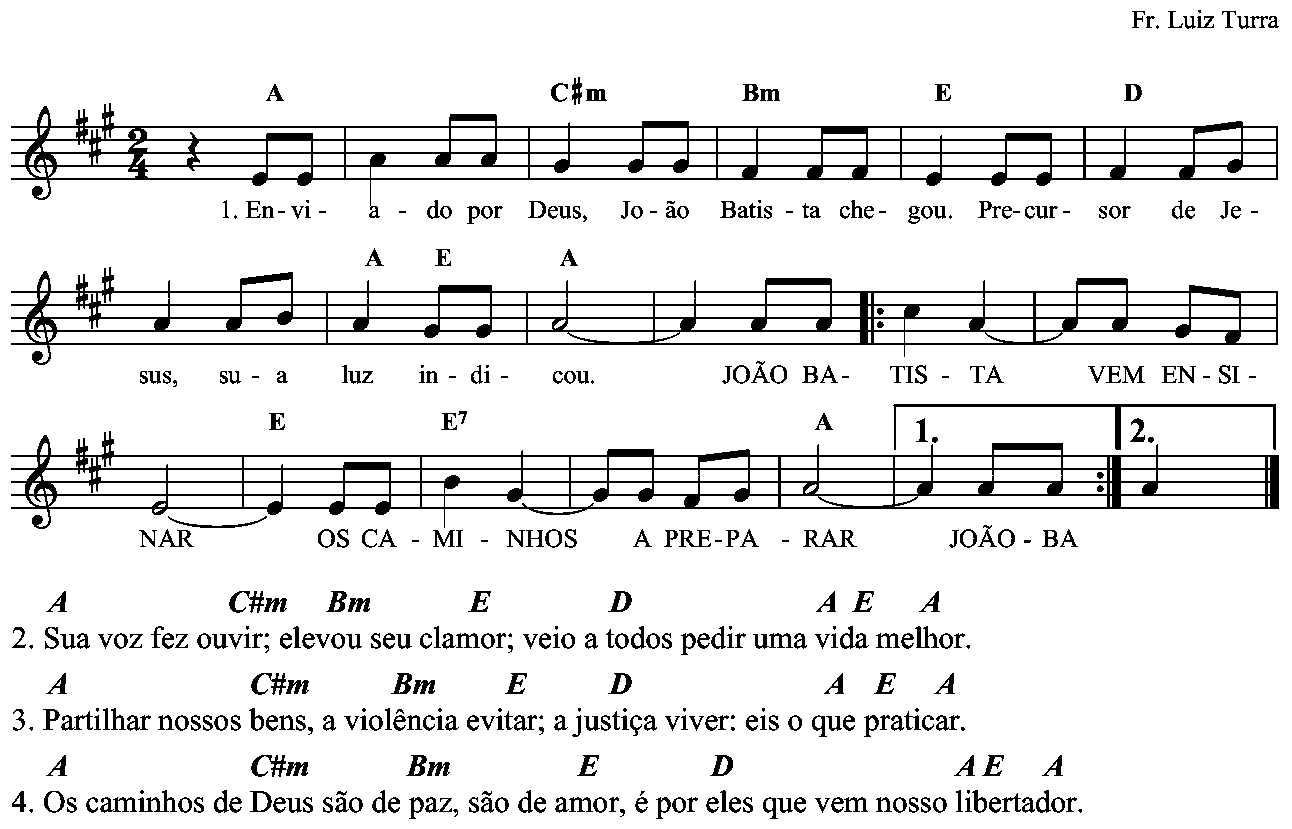 Fr. Luiz Turra
A C#m Bm E D
2 4
1. En - vi - a - do por Deus, Jo - ão Batis - ta che - gou. Pre - cur - sor de Je -
A E A
sus, su - a luz in - di - cou. JOÃO BA - TIS - TA VEM EN - SI -
E E7 A 1. 2.
NAR OS CA - MI - NHOS A PRE - PA - RAR JOÃO - BA
A C#m Bm E D A E A
2. Sua voz fez ouvir; elevou seu clamor; veio a todos pedir uma vida melhor.
A C#m Bm E D A E A
3. Partilhar nossos bens, a violência evitar; a justiça viver: eis o que praticar.
A C#m Bm E D A E A
4. Os caminhos de Deus são de paz, são de amor, é por eles que vem nosso libertador.